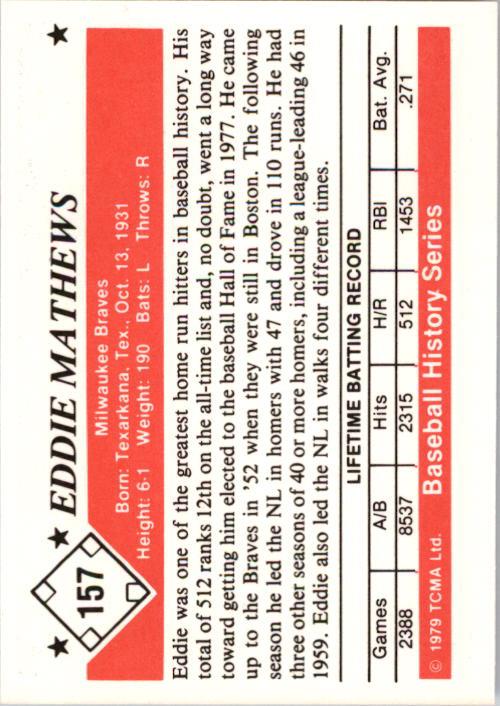 157
EDDIE MATHEWS
Milwaukee Braves
Born: Texarkana, Tex., Oct. 13, 1931
Height: 6-1 Weight: 190 Bats: L Throws: R
Eddie was one of the greatest home run hitters in baseball history. His
total of 512 ranks 12th on the all-time list and, no doubt, went a long way
toward getting him elected to the baseball Hall of Fame in 1977. He came
up to the Braves in '52 when they were still in Boston. The following
season he led the NL in homers with 47 and drove in 110 runs. He had
three other seasons of 40 or more homers, including a league-leading 46 in
1959. Eddie also led the NL in walks four different times.
LIFETIME BATTING RECORD
Games A/B Hits H/R RBI Bat. Avg.
2388 8537 2315 512 1453 .271
© 1979 TCMA Ltd. Baseball History Series